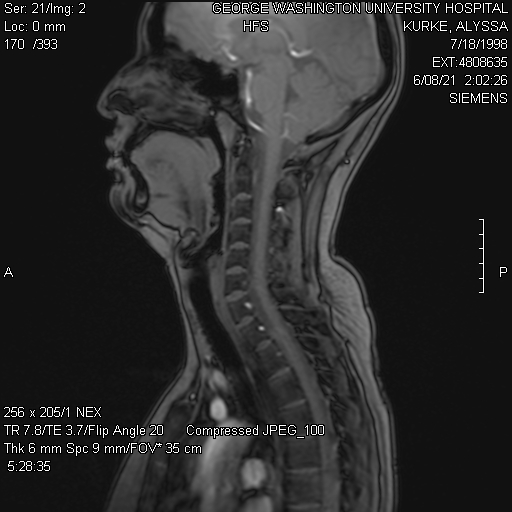 Ser: 21/Img: 2
Loc: 0 mm
170 /393
GEORGE WASHINGTON UNIVERSITY HOSPITAL
HFS
KURKE, ALYSSA
7/18/1998
EXT:4808635
6/08/21 2:02:26
SIEMENS
A
P
256 x 205/1 NEX
TR 7.8/TE 3.7/Flip Angle 20
Compressed JPEG_100
Thk 6 mm Spc 9 mm/FOV* 35 cm
5:28:35